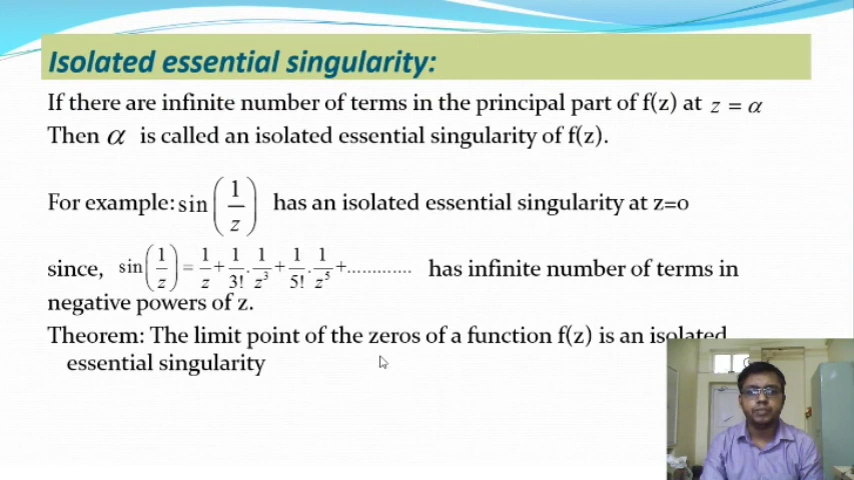 Isolated essential singularity:
If there are infinite number of terms in the principal part of f(z) at z = α
Then α is called an isolated essential singularity of f(z).
For example: sin(1/z) has an isolated essential singularity at z=0
since, sin(1/z) = 1/z + 1/3! . 1/z³ + 1/5! . 1/z⁵ + ............. has infinite number of terms in
negative powers of z.
Theorem: The limit point of the zeros of a function f(z) is an isolated
essential singularity